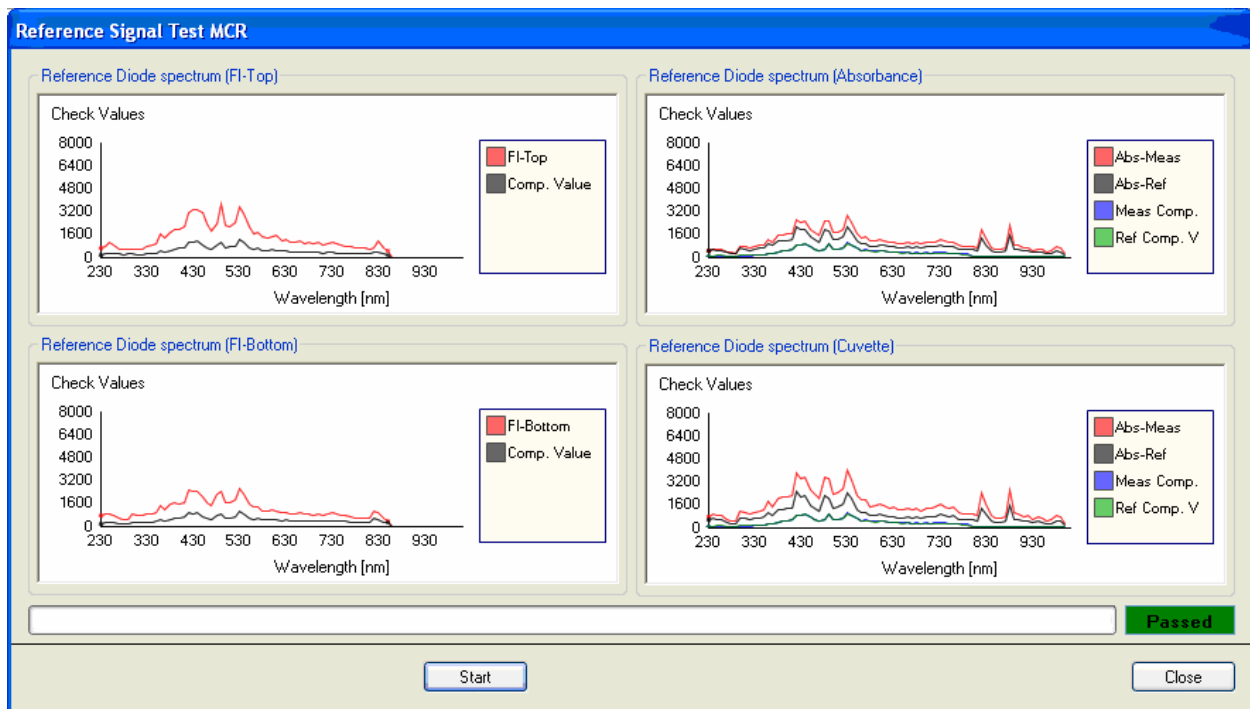 Reference Signal Test MCR
Reference Diode spectrum (FI-Top)
Check Values
8000
6400
4800
3200
1600
0
230 330 430 530 630 730 830 930
Wavelength [nm]
FI-Top
Comp. Value
Reference Diode spectrum (Absorbance)
Check Values
8000
6400
4800
3200
1600
0
230 330 430 530 630 730 830 930
Wavelength [nm]
Abs-Meas
Abs-Ref
Meas Comp.
Ref Comp. V
Reference Diode spectrum (FI-Bottom)
Check Values
8000
6400
4800
3200
1600
0
230 330 430 530 630 730 830 930
Wavelength [nm]
FI-Bottom
Comp. Value
Reference Diode spectrum (Cuvette)
Check Values
8000
6400
4800
3200
1600
0
230 330 430 530 630 730 830 930
Wavelength [nm]
Abs-Meas
Abs-Ref
Meas Comp.
Ref Comp. V
Passed
Start
Close